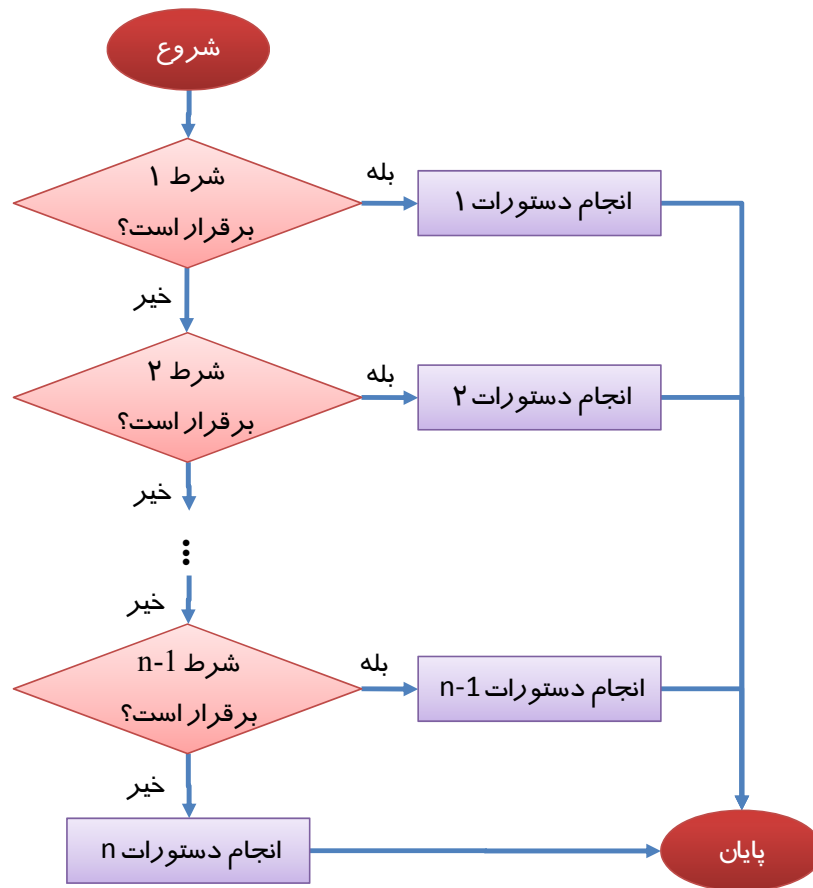 شروع
شرط ۱
برقرار است؟
بله
انجام دستورات ۱
خیر
شرط ۲
برقرار است؟
بله
انجام دستورات ۲
خیر
...
خیر
شرط n-1
برقرار است؟
بله
انجام دستورات n-1
خیر
انجام دستورات n
پایان